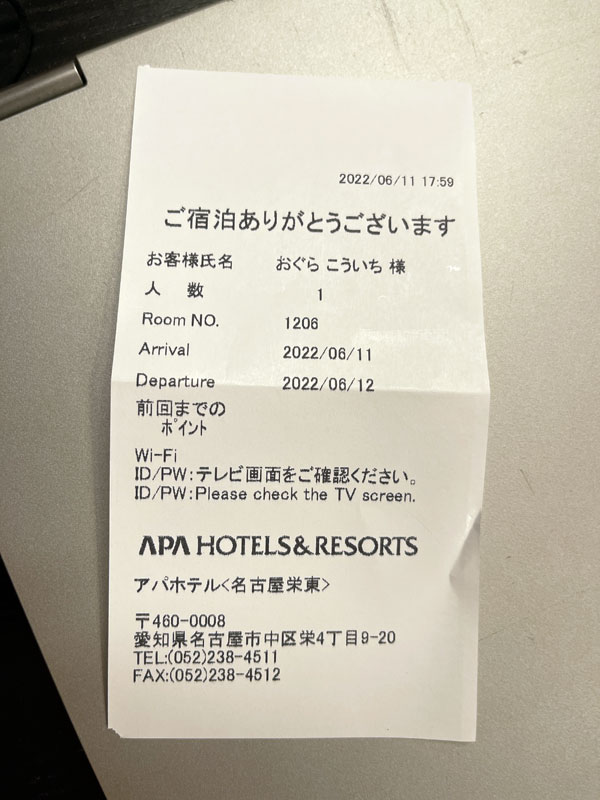 2022/06/11 17:59
ご宿泊ありがとうございます
お客様氏名 おぐら こういち 様
人 数 1
Room NO. 1206
Arrival 2022/06/11
Departure 2022/06/12
前回までの
ポイント
Wi-Fi
ID/PW:テレビ画面をご確認ください。
ID/PW:Please check the TV screen.
APA HOTELS&RESORTS
アパホテル<名古屋栄東>
〒460-0008
愛知県名古屋市中区栄4丁目9-20
TEL:(052)238-4511
FAX:(052)238-4512